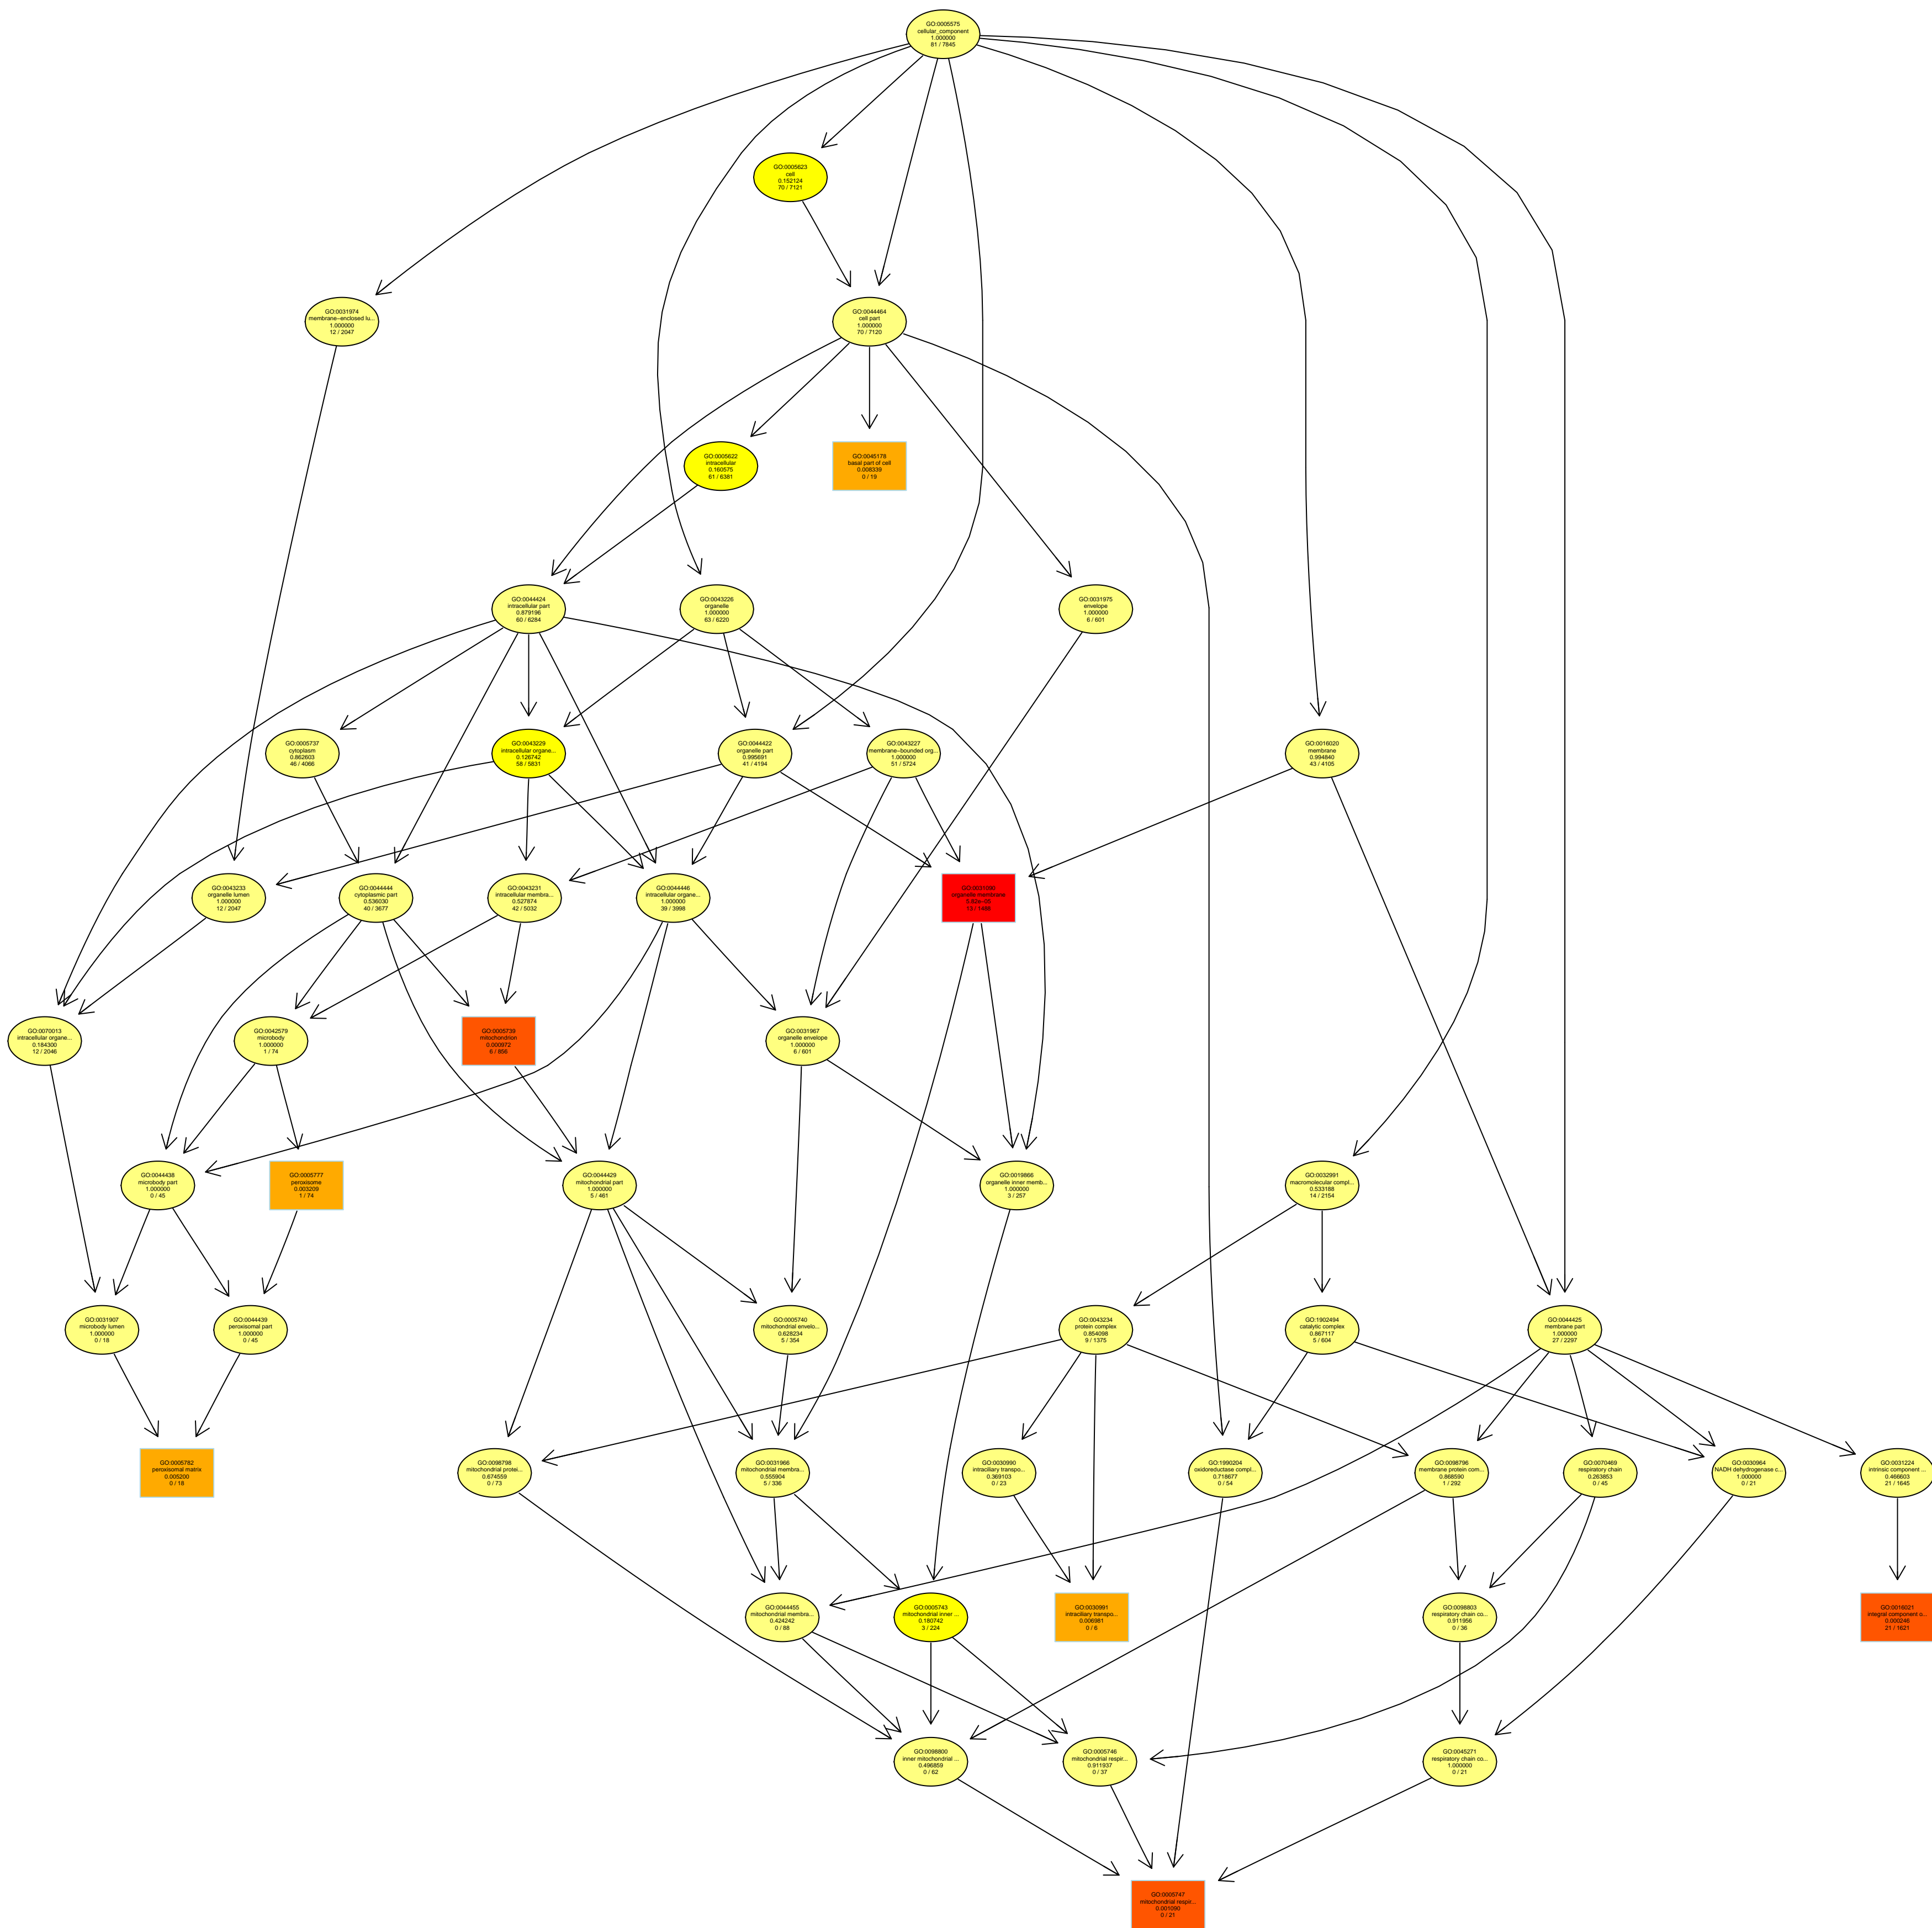 GO:0005575
cellular_component
1.000000
81 / 7845
GO:0005623
cell
0.152124
70 / 7121
GO:0031974
membrane−enclosed lu...
1.000000
12 / 2047
GO:0044464
cell part
1.000000
70 / 7120
GO:0005622
intracellular
0.160575
61 / 6381
GO:0045178
basal part of cell
0.008339
0 / 19
GO:0044424
intracellular part
0.879196
60 / 6284
GO:0043226
organelle
1.000000
63 / 6220
GO:0031975
envelope
1.000000
6 / 601
GO:0005737
cytoplasm
0.862603
46 / 4066
GO:0043229
intracellular organe...
0.126742
58 / 5831
GO:0044422
organelle part
0.995691
41 / 4194
GO:0043227
membrane−bounded org...
1.000000
51 / 5724
GO:0016020
membrane
0.994840
43 / 4105
GO:0043233
organelle lumen
1.000000
12 / 2047
GO:0044444
cytoplasmic part
0.536030
40 / 3677
GO:0043231
intracellular membra...
0.527874
42 / 5032
GO:0044446
intracellular organe...
1.000000
39 / 3998
GO:0031090
organelle membrane
GO:0070013
intracellular organe...
0.184300
12 / 2046
GO:0042579
microbody
1.000000
1 / 74
GO:0005739
mitochondrion
0.000972
6 / 856
GO:0031967
organelle envelope
1.000000
6 / 601
GO:0044438
microbody part
1.000000
0 / 45
GO:0005777
peroxisome
0.003209
1 / 74
GO:0044429
mitochondrial part
1.000000
5 / 461
GO:0019866
organelle inner memb...
1.000000
3 / 257
GO:0032991
macromolecular compl...
0.533188
14 / 2154
GO:0031907
microbody lumen
1.000000
0 / 18
GO:0044439
peroxisomal part
1.000000
0 / 45
GO:0005740
mitochondrial envelo...
0.628234
5 / 354
GO:0043234
protein complex
0.854098
9 / 1375
GO:1902494
catalytic complex
0.867117
5 / 604
GO:0044425
membrane part
1.000000
27 / 2297
GO:0005782
peroxisomal matrix
0.005200
0 / 18
GO:0098798
mitochondrial protei...
0.674559
0 / 73
GO:0031966
mitochondrial membra...
0.555904
5 / 336
GO:0030990
intraciliary transpo...
0.369103
0 / 23
GO:1990204
oxidoreductase compl...
0.718677
0 / 54
GO:0098796
membrane protein com...
0.868590
1 / 292
GO:0070469
respiratory chain
0.263853
0 / 45
GO:0030964
NADH dehydrogenase c...
1.000000
0 / 21
GO:0031224
intrinsic component ...
0.466603
21 / 1645
GO:0044455
mitochondrial membra...
0.424242
0 / 88
GO:0005743
mitochondrial inner ...
0.180742
3 / 224
GO:0030991
intraciliary transpo...
0.006981
0 / 6
GO:0098803
respiratory chain co...
0.911956
0 / 36
GO:0016021
integral component o...
0.000246
21 / 1621
GO:0098800
inner mitochondrial ...
0.496859
0 / 62
GO:0005746
mitochondrial respir...
0.911937
0 / 37
GO:0045271
respiratory chain co...
1.000000
0 / 21
GO:0005747
mitochondrial respir...
0.001090
0 / 21